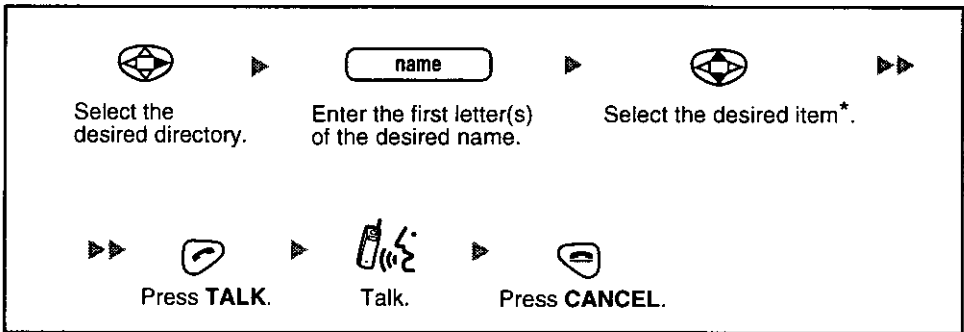 name
Select the
desired directory.
Enter the first letter(s)
of the desired name.
Select the desired item*.
Press TALK.
Talk.
Press CANCEL.